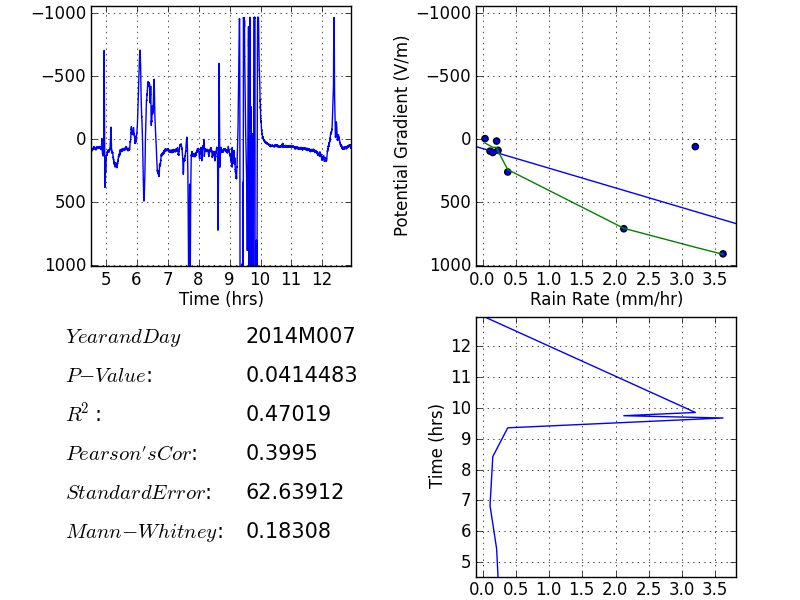 −1000
−500
0
500
1000
5 6 7 8 9 10 11 12
Time (hrs)
Potential Gradient (V/m)
−1000
−500
0
500
1000
0.0 0.5 1.0 1.5 2.0 2.5 3.0 3.5
Rain Rate (mm/hr)
YearandDay 2014M007
P−Value: 0.0414483
R²: 0.47019
Pearson'sCor: 0.3995
StandardError: 62.63912
Mann−Whitney: 0.18308
Time (hrs)
12
11
10
9
8
7
6
5
0.0 0.5 1.0 1.5 2.0 2.5 3.0 3.5